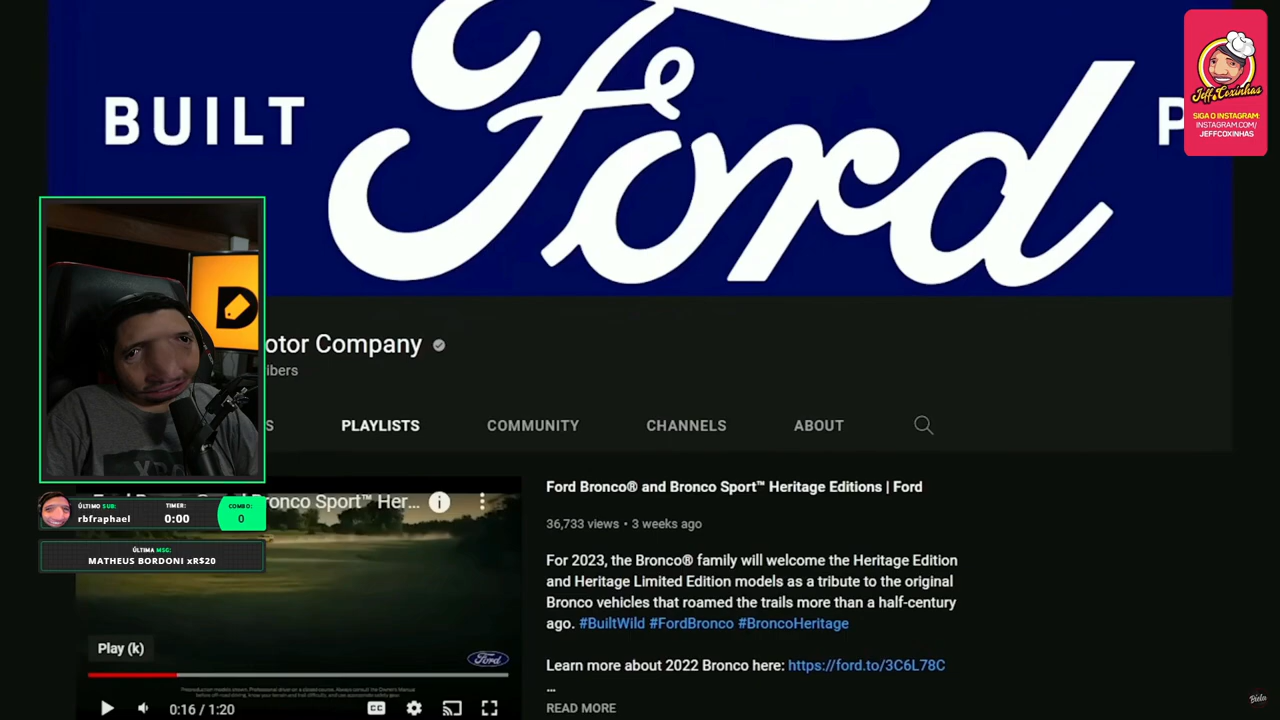 BUILT
Ford
P
Jeff Coxinhas
SIGA O INSTAGRAM:
INSTAGRAM.COM/
JEFFCOXINHAS
otor Company
ibers
S
PLAYLISTS
COMMUNITY
CHANNELS
ABOUT
ÚLTIMO SUB:
rbfraphael
TIMER:
0:00
COMBO:
0
ÚLTIMA MSG:
MATHEUS BORDONI xR$20
Bronco Sport™ Her...
Play (k)
Ford
0:16 / 1:20
CC
Ford Bronco® and Bronco Sport™ Heritage Editions | Ford
36,733 views • 3 weeks ago
For 2023, the Bronco® family will welcome the Heritage Edition
and Heritage Limited Edition models as a tribute to the original
Bronco vehicles that roamed the trails more than a half-century
ago. #BuiltWild #FordBronco #BroncoHeritage
Learn more about 2022 Bronco here: https://ford.to/3C6L78C
...
READ MORE
Biela